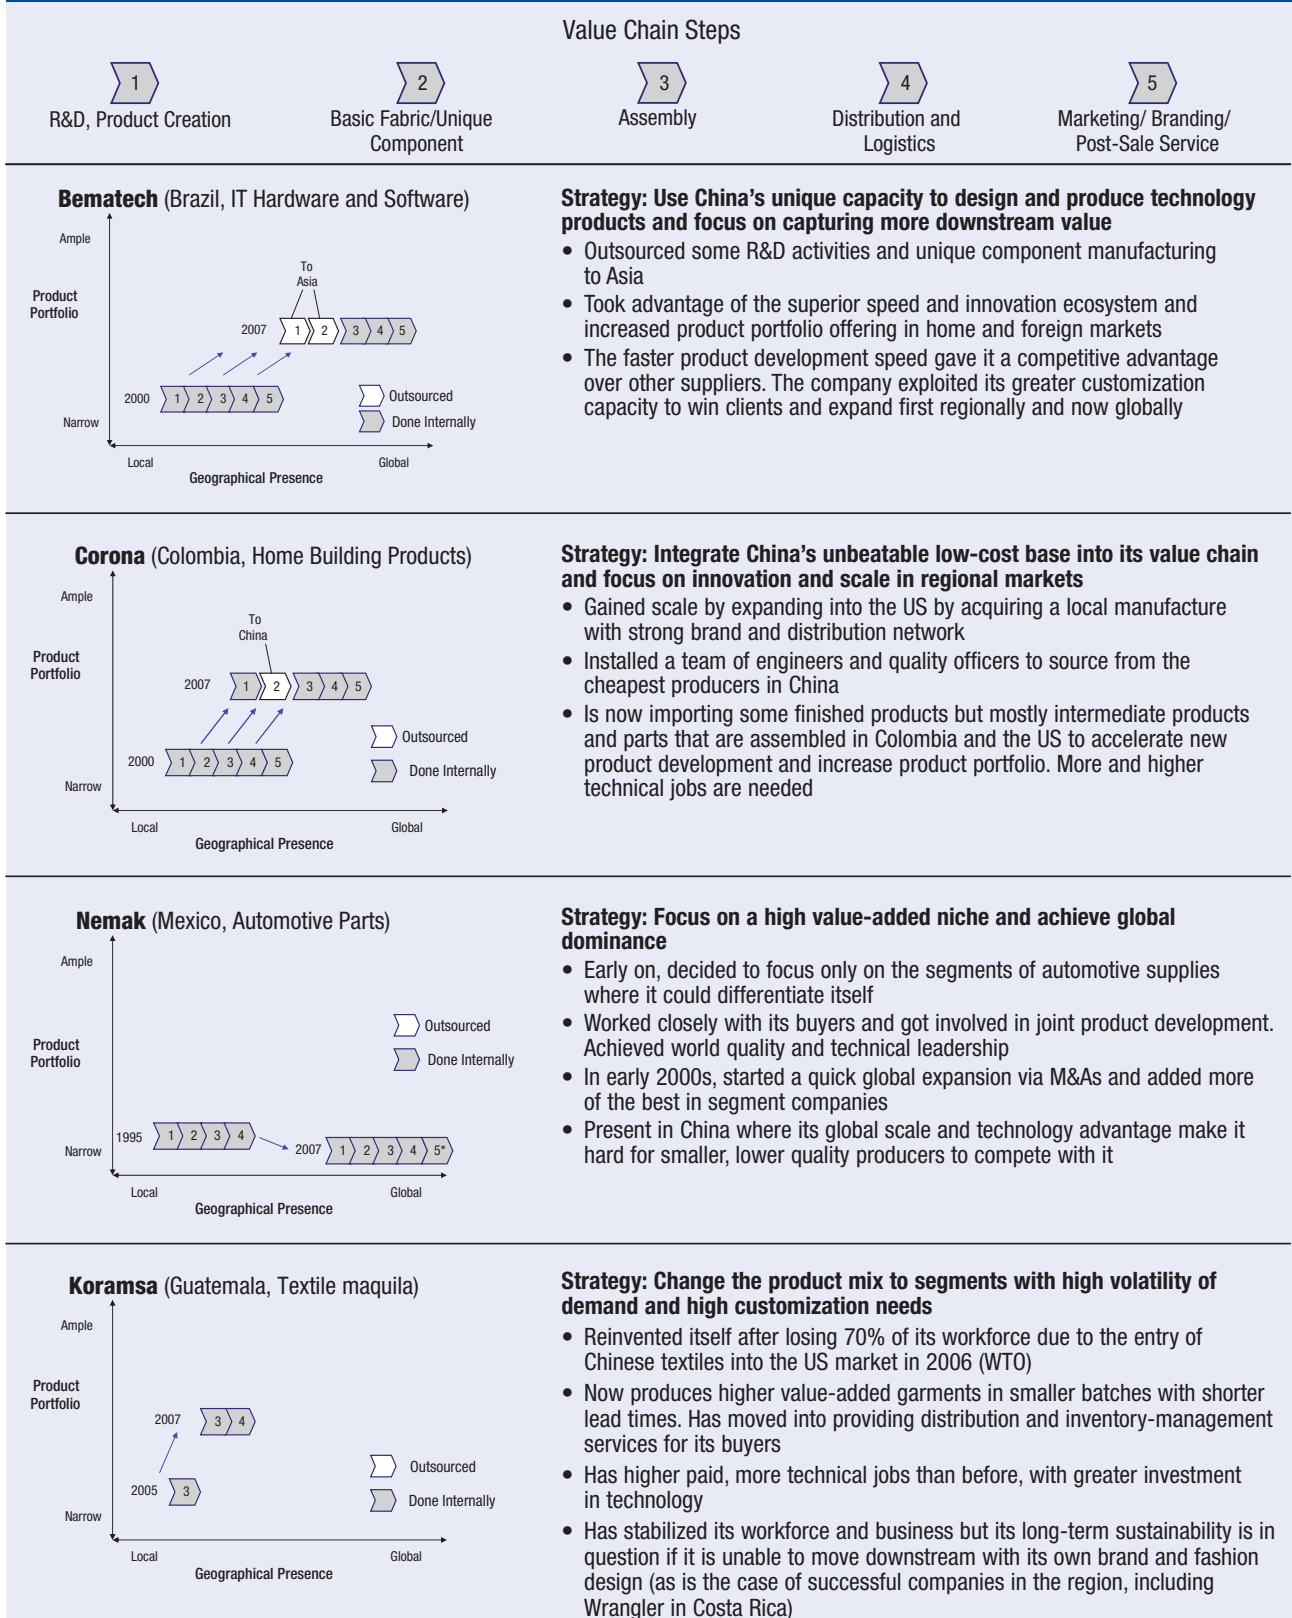 Value Chain Steps
1
2
3
4
5
R&D, Product Creation
Basic Fabric/Unique
Component
Assembly
Distribution and
Logistics
Marketing/ Branding/
Post-Sale Service
Bematech (Brazil, IT Hardware and Software)
Ample
Product
Portfolio
To
Asia
2007
1 2 3 4 5
2000
1 2 3 4 5
Outsourced
Done Internally
Narrow
Local
Global
Geographical Presence
Strategy: Use China's unique capacity to design and produce technology
products and focus on capturing more downstream value
• Outsourced some R&D activities and unique component manufacturing
to Asia
• Took advantage of the superior speed and innovation ecosystem and
increased product portfolio offering in home and foreign markets
• The faster product development speed gave it a competitive advantage
over other suppliers. The company exploited its greater customization
capacity to win clients and expand first regionally and now globally
Corona (Colombia, Home Building Products)
Ample
To
China
Product
Portfolio
2007
1 2 3 4 5
Outsourced
2000
1 2 3 4 5
Done Internally
Narrow
Local
Global
Geographical Presence
Strategy: Integrate China's unbeatable low-cost base into its value chain
and focus on innovation and scale in regional markets
• Gained scale by expanding into the US by acquiring a local manufacture
with strong brand and distribution network
• Installed a team of engineers and quality officers to source from the
cheapest producers in China
• Is now importing some finished products but mostly intermediate products
and parts that are assembled in Colombia and the US to accelerate new
product development and increase product portfolio. More and higher
technical jobs are needed
Nemak (Mexico, Automotive Parts)
Ample
Outsourced
Product
Portfolio
Done Internally
1995
1 2 3 4
Narrow
2007
1 2 3 4 5*
Local
Global
Geographical Presence
Strategy: Focus on a high value-added niche and achieve global
dominance
• Early on, decided to focus only on the segments of automotive supplies
where it could differentiate itself
• Worked closely with its buyers and got involved in joint product development.
Achieved world quality and technical leadership
• In early 2000s, started a quick global expansion via M&As and added more
of the best in segment companies
• Present in China where its global scale and technology advantage make it
hard for smaller, lower quality producers to compete with it
Koramsa (Guatemala, Textile maquila)
Ample
Product
Portfolio
2007
3 4
Outsourced
2005
3
Done Internally
Narrow
Local
Global
Geographical Presence
Strategy: Change the product mix to segments with high volatility of
demand and high customization needs
• Reinvented itself after losing 70% of its workforce due to the entry of
Chinese textiles into the US market in 2006 (WTO)
• Now produces higher value-added garments in smaller batches with shorter
lead times. Has moved into providing distribution and inventory-management
services for its buyers
• Has higher paid, more technical jobs than before, with greater investment
in technology
• Has stabilized its workforce and business but its long-term sustainability is in
question if it is unable to move downstream with its own brand and fashion
design (as is the case of successful companies in the region, including
Wrangler in Costa Rica)